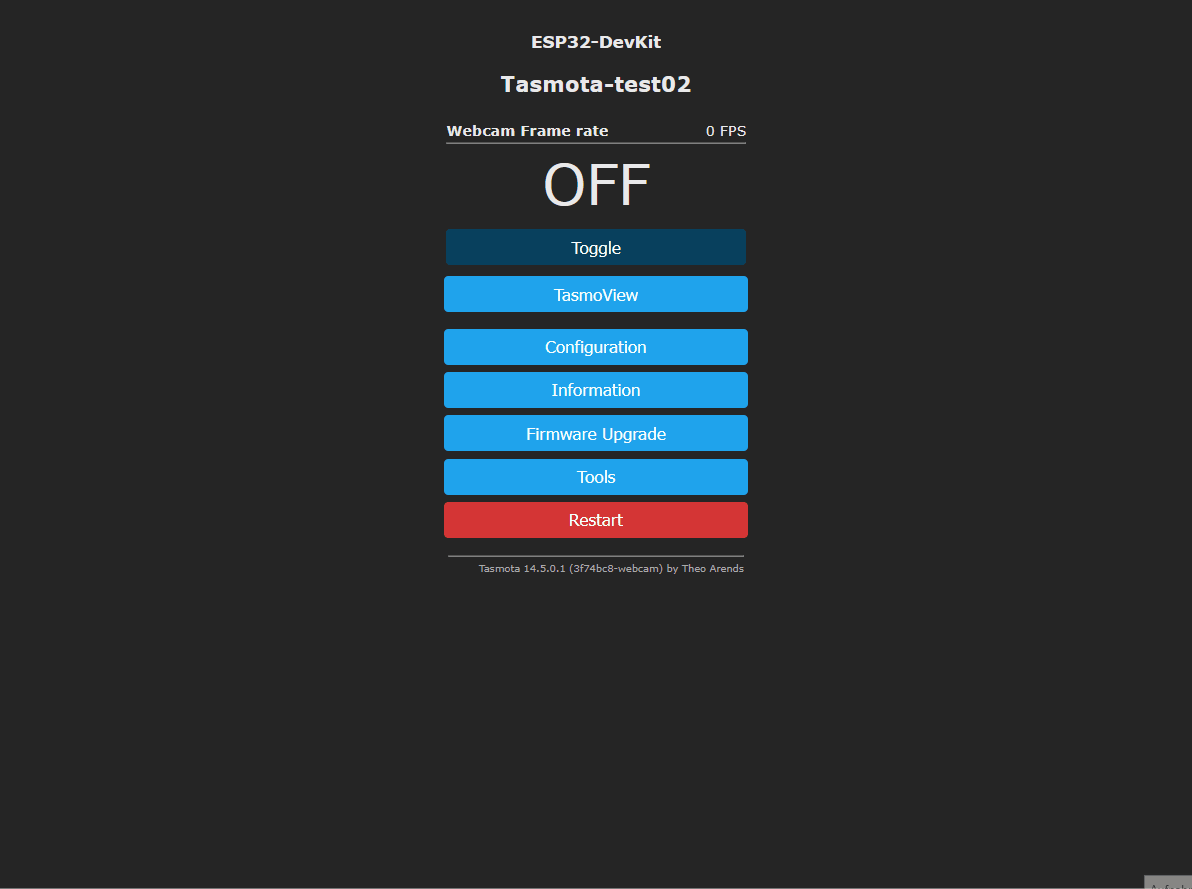 ESP32-DevKit
Tasmota-test02
Webcam Frame rate 0 FPS
OFF
Toggle
TasmoView
Configuration
Information
Firmware Upgrade
Tools
Restart
Tasmota 14.5.0.1 (3f74bc8-webcam) by Theo Arends